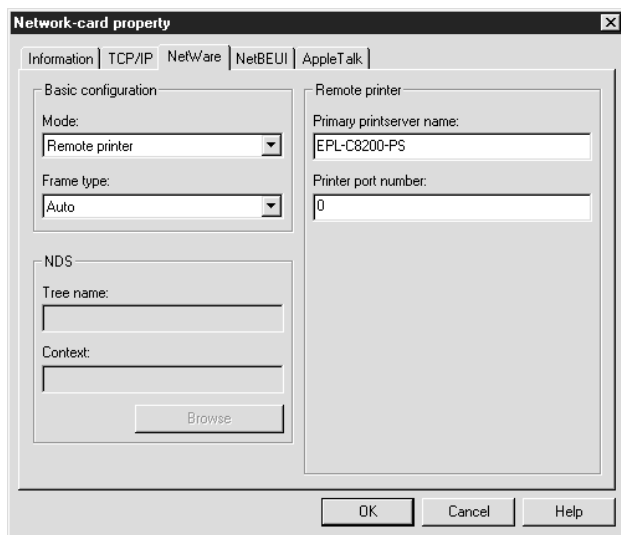 Network-card property
Information TCP/IP NetWare NetBEUI AppleTalk
Basic configuration
Mode:
Remote printer
Frame type:
Auto
NDS
Tree name:
Context:
Browse
Remote printer
Primary printserver name:
EPL-C8200-PS
Printer port number:
0
OK Cancel Help